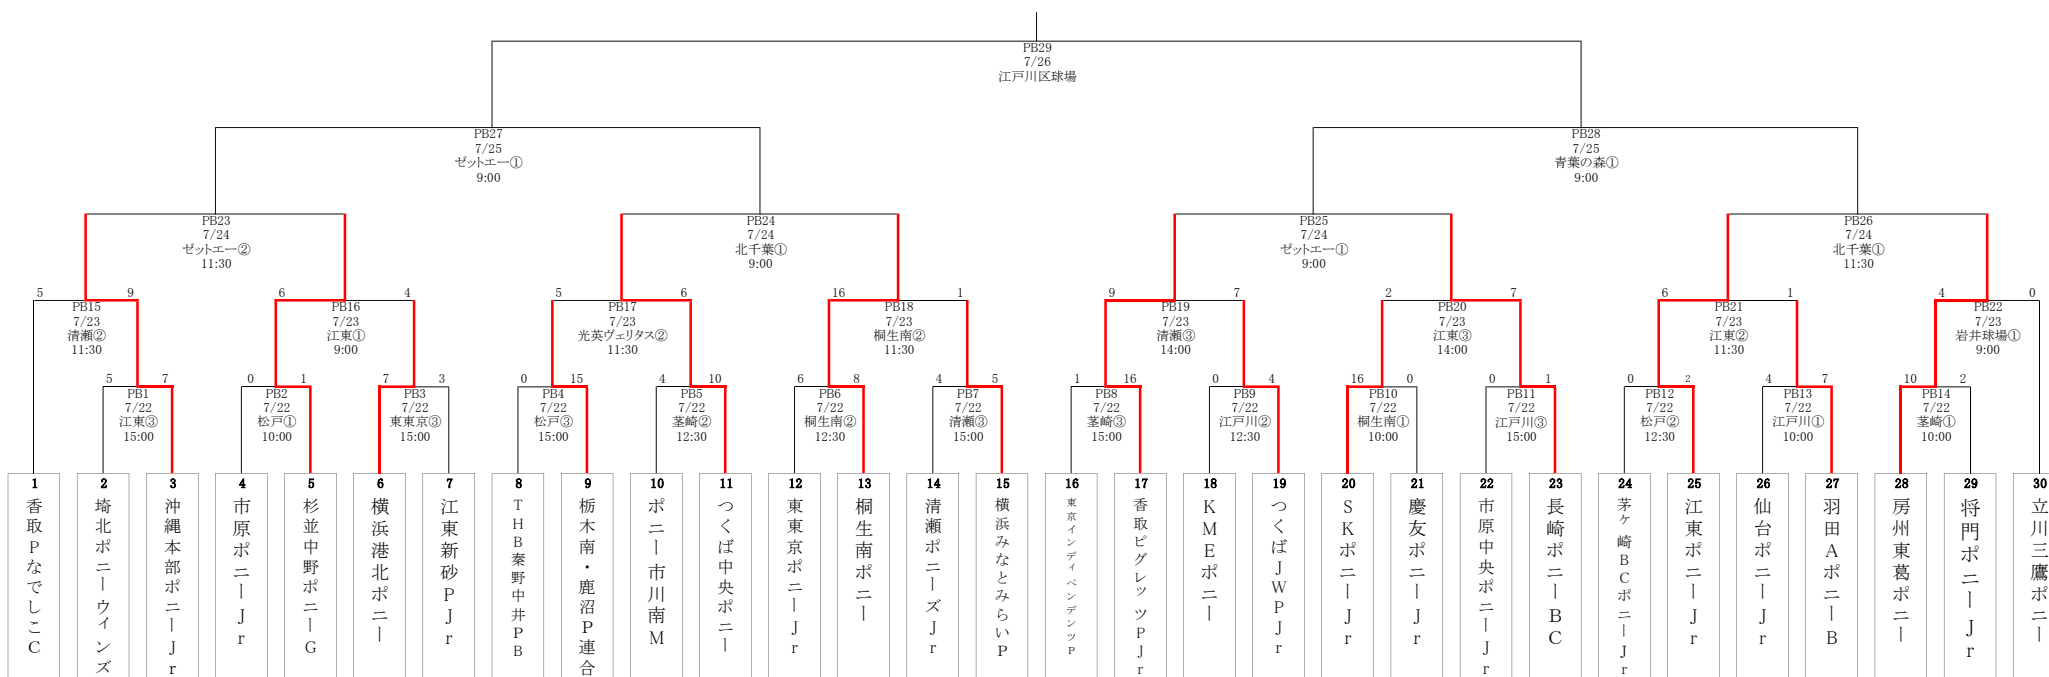 PB29
7/26
江戸川区球場
PB27
7/25
ゼットエー①
9:00
PB28
7/25
青葉の森①
9:00
PB23
7/24
ゼットエー②
11:30
PB24
7/24
北千葉①
9:00
PB25
7/24
ゼットエー①
9:00
PB26
7/24
北千葉①
11:30
5 9
PB15
7/23
清瀬②
11:30
6 4
PB16
7/23
江東①
9:00
5 6
PB17
7/23
光英ヴェリタス②
11:30
16 1
PB18
7/23
桐生南②
11:30
9 7
PB19
7/23
清瀬③
14:00
2 7
PB20
7/23
江東③
14:00
6 1
PB21
7/23
江東②
11:30
4 0
PB22
7/23
岩井球場①
9:00
5 7
PB1
7/22
江東③
15:00
0 1
PB2
7/22
松戸①
10:00
7 3
PB3
7/22
東東京③
15:00
0 15
PB4
7/22
松戸③
15:00
4 10
PB5
7/22
茎崎②
12:30
6 8
PB6
7/22
桐生南②
12:30
4 5
PB7
7/22
清瀬③
15:00
1 16
PB8
7/22
茎崎③
15:00
0 4
PB9
7/22
江戸川②
12:30
16 0
PB10
7/22
桐生南①
10:00
0 1
PB11
7/22
江戸川③
15:00
0 2
PB12
7/22
松戸②
12:30
4 7
PB13
7/22
江戸川①
10:00
10 2
PB14
7/22
茎崎①
10:00
1
香取PなでしこC
2
埼北ポニーウインズ
3
沖縄本部ポニーJr
4
市原ポニーJr
5
杉並中野ポニーG
6
横浜港北ポニー
7
江東新砂PJr
8
THB秦野中井PB
9
栃木南・鹿沼P連合
10
ポニー市川南M
11
つくば中央ポニー
12
東東京ポニーJr
13
桐生南ポニー
14
清瀬ポニーズJr
15
横浜みなとみらいP
16
東京インディペンデンツP
17
香取ピグレッツPJr
18
KMEポニー
19
つくばJWPJr
20
SKポニーJr
21
慶友ポニーJr
22
市原中央ポニーJr
23
長崎ポニーBC
24
茅ケ崎BCポニーJr
25
江東ポニーJr
26
仙台ポニーJr
27
羽田AポニーB
28
房州東葛ポニー
29
将門ポニーJr
30
立川三鷹ポニー